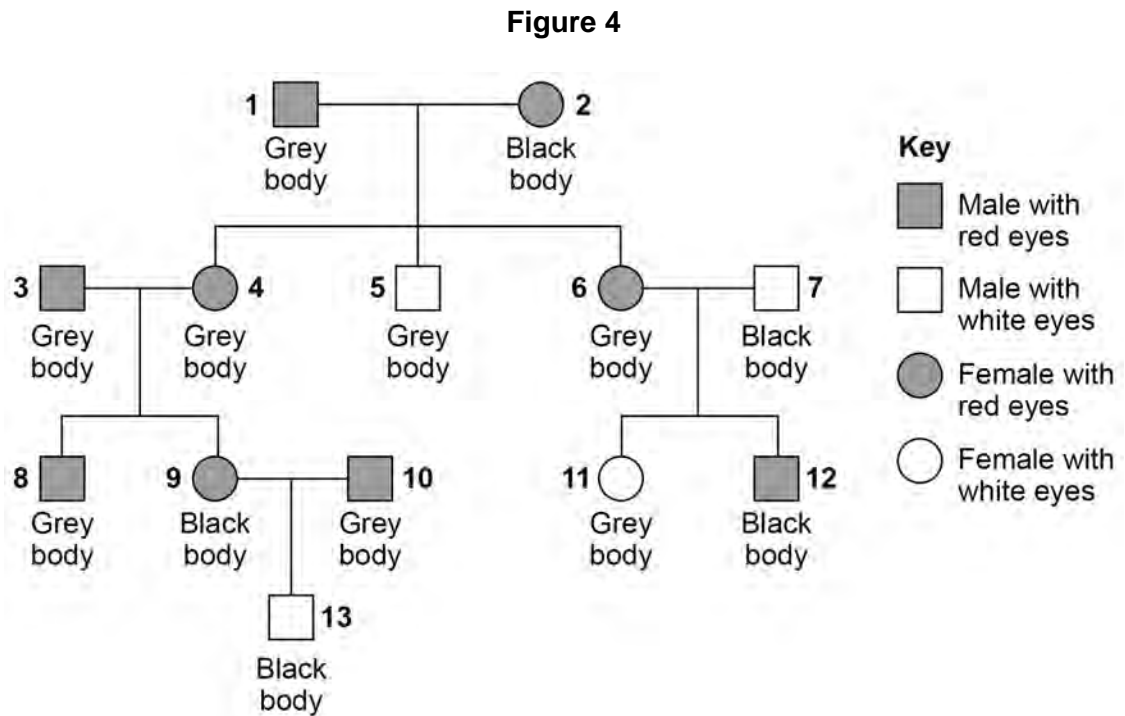 Figure 4
1
2
Grey
body
Black
body
Key
Male with
red eyes
Male with
white eyes
Female with
red eyes
Female with
white eyes
3
4
5
6
7
Grey
body
Grey
body
Grey
body
Grey
body
Black
body
8
9
10
11
12
Grey
body
Black
body
Grey
body
Grey
body
Black
body
13
Black
body